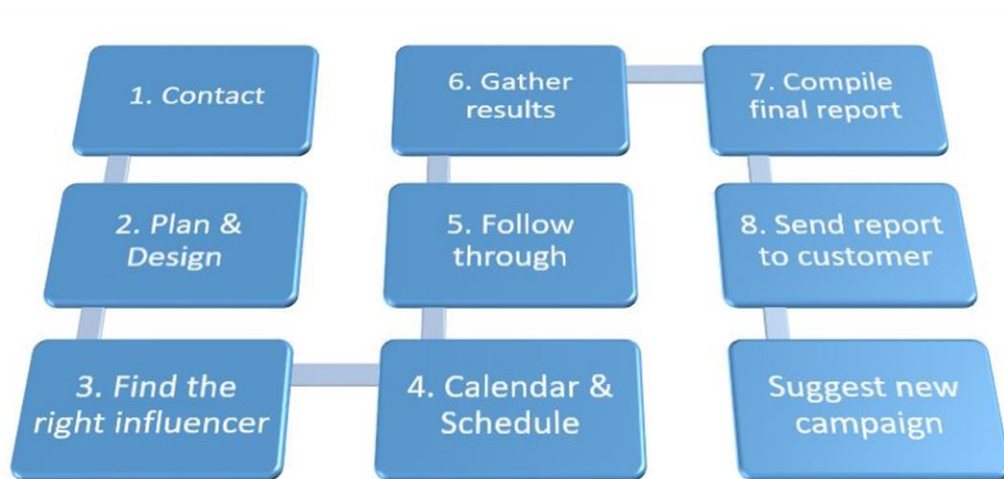 1. Contact
2. Plan &
Design
3. Find the
right influencer
4. Calendar &
Schedule
5. Follow
through
6. Gather
results
7. Compile
final report
8. Send report
to customer
Suggest new
campaign